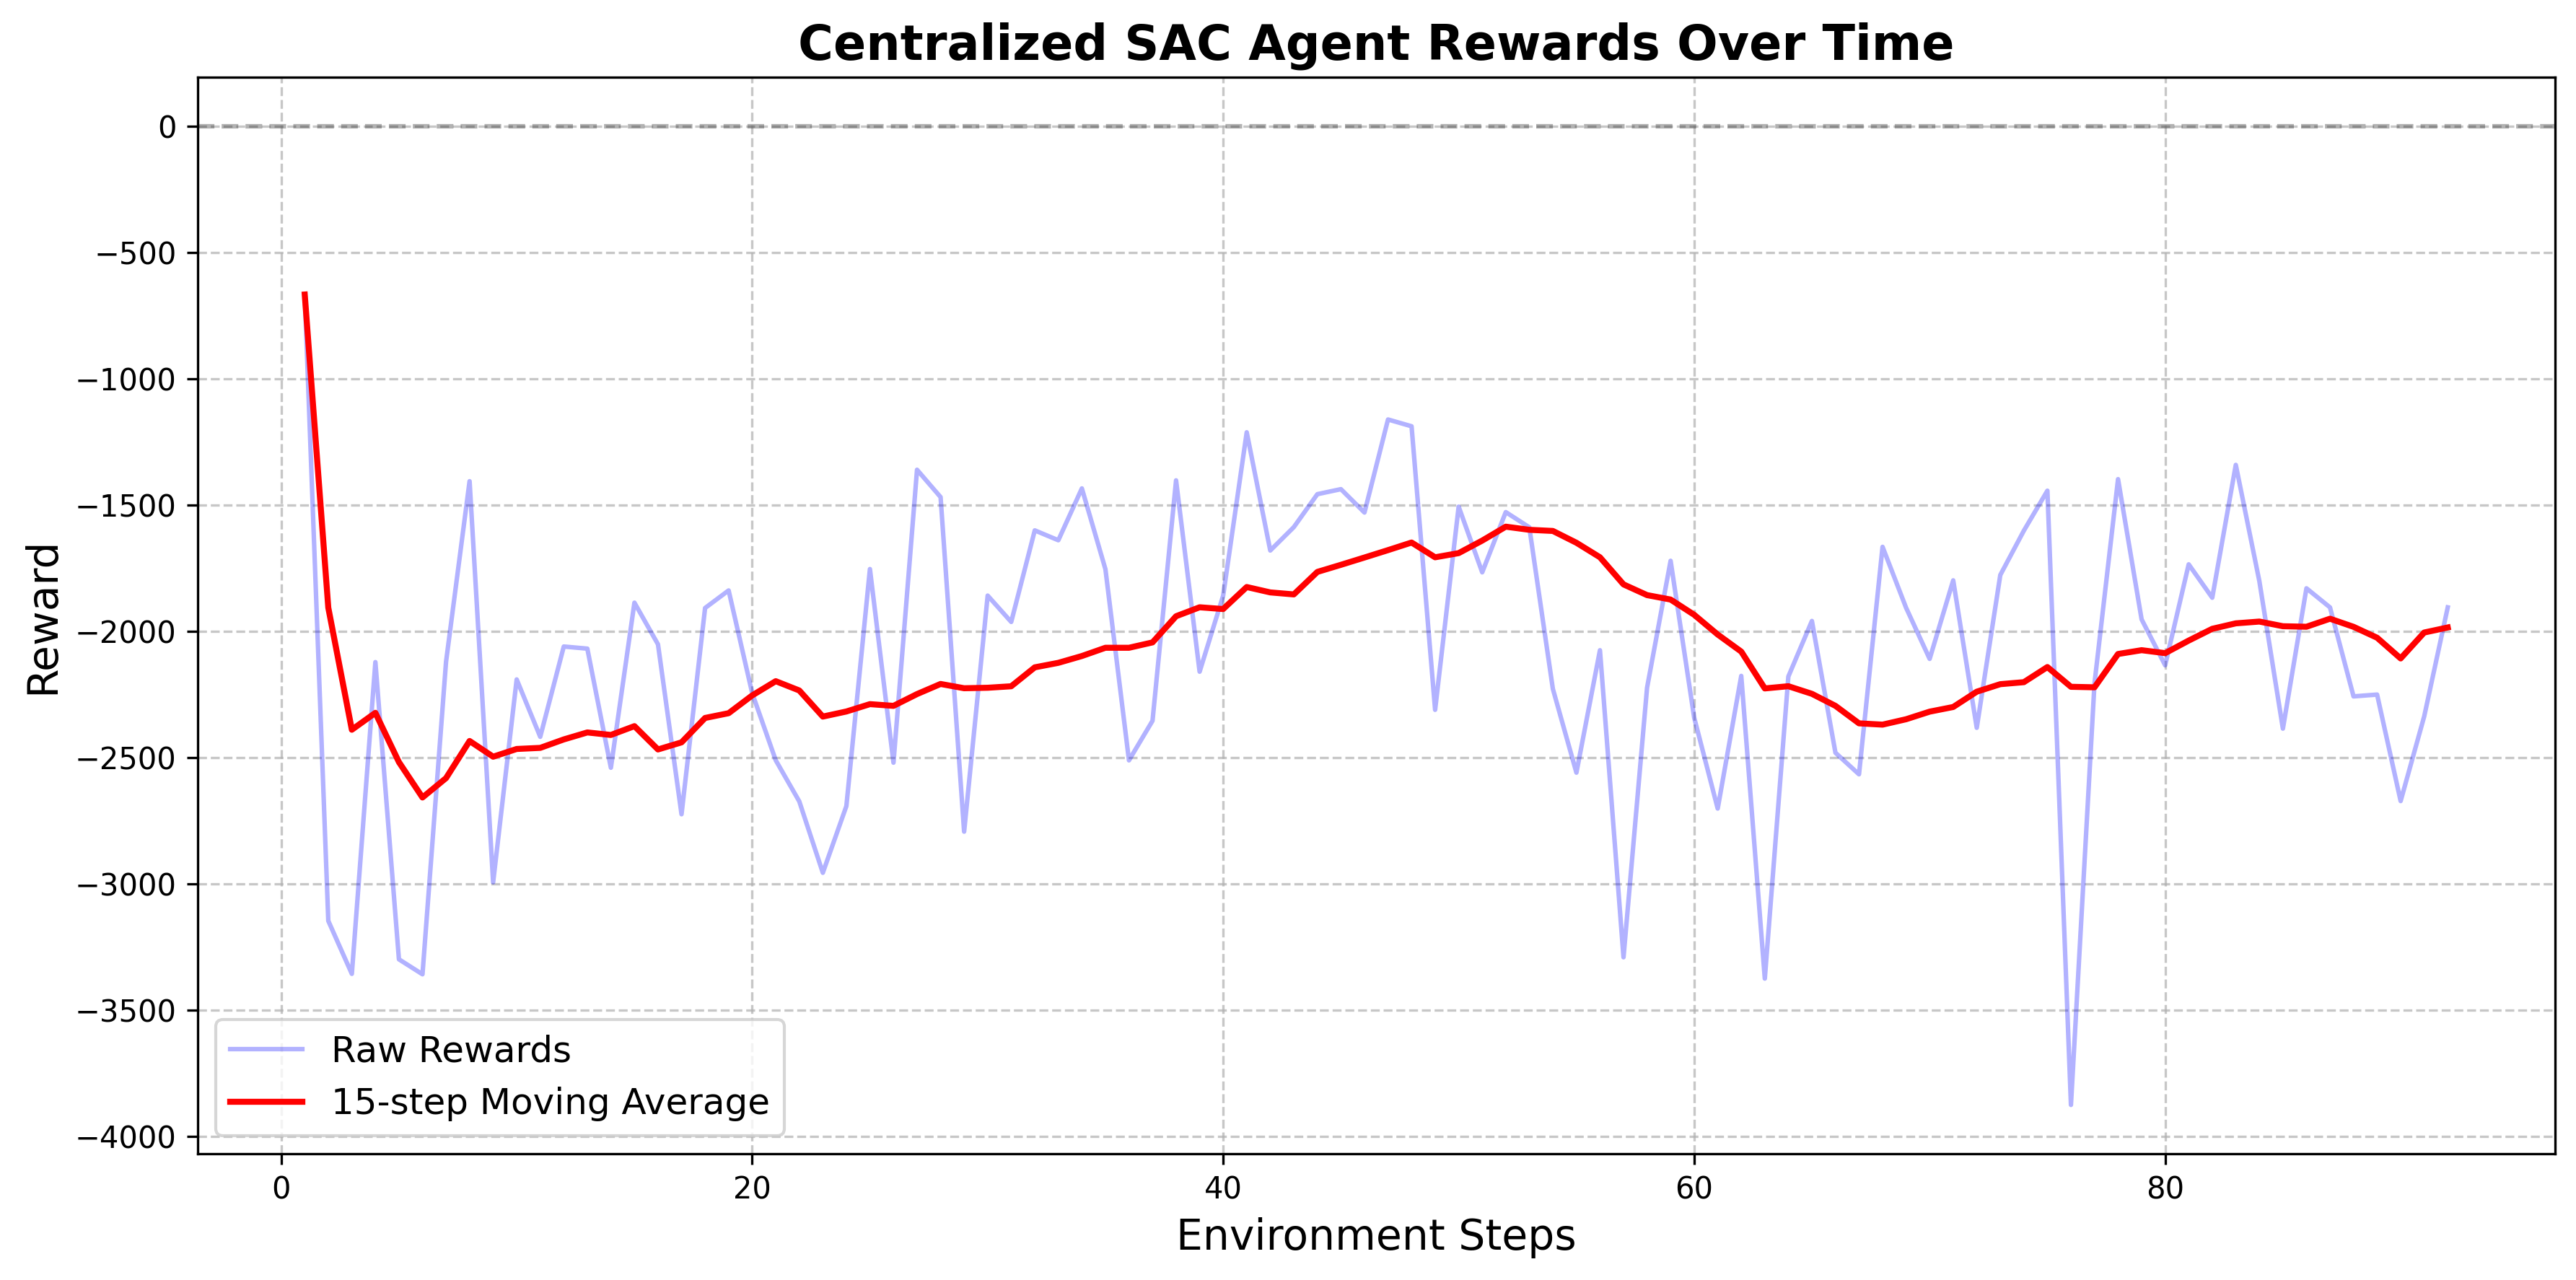 Centralized SAC Agent Rewards Over Time
0
−500
−1000
−1500
−2000
−2500
−3000
−3500
−4000
Reward
Raw Rewards
15-step Moving Average
0 20 40 60 80
Environment Steps